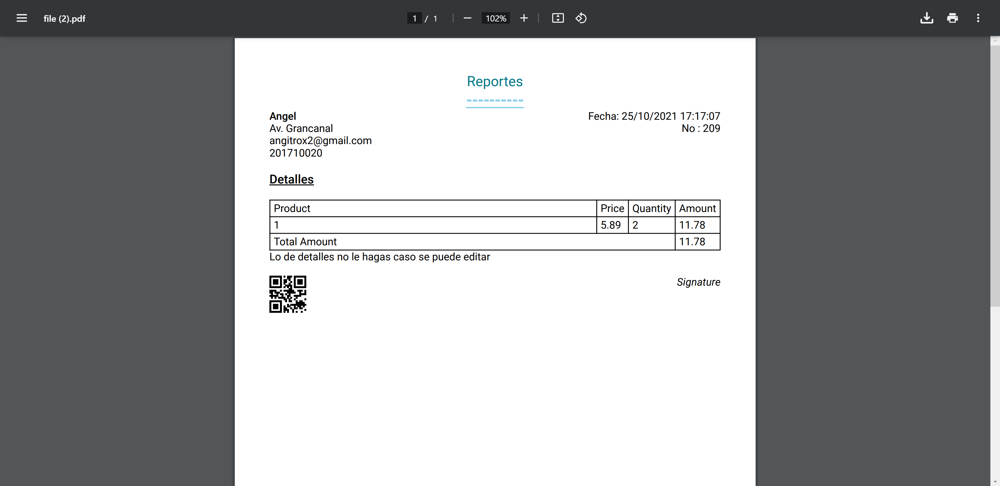 file (2).pdf
1 / 1
102%
Reportes
-----------
Angel
Fecha: 25/10/2021 17:17:07
Av. Grancanal
No : 209
angitrox2@gmail.com
201710020
Detalles
Product Price Quantity Amount
1 5.89 2 11.78
Total Amount 11.78
Lo de detalles no le hagas caso se puede editar
Signature